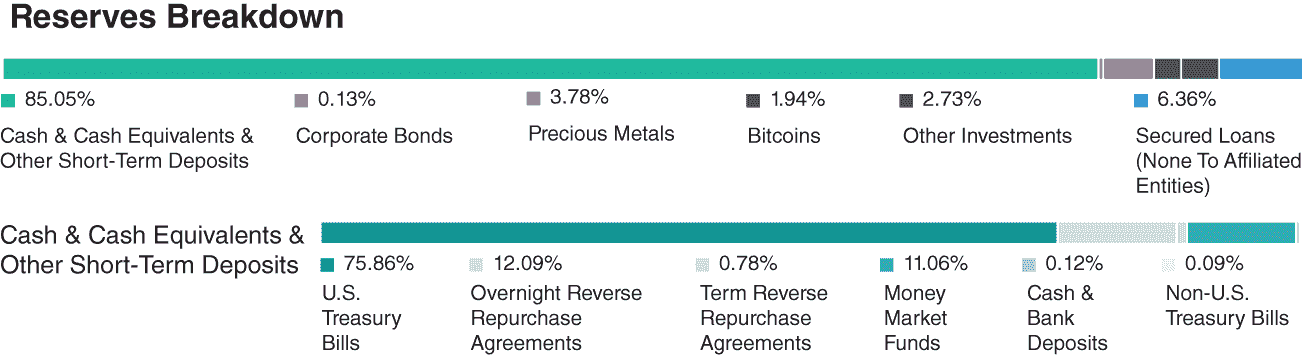 Reserves Breakdown
85.05%
Cash & Cash Equivalents &
Other Short-Term Deposits
0.13%
Corporate Bonds
3.78%
Precious Metals
1.94%
Bitcoins
2.73%
Other Investments
6.36%
Secured Loans
(None To Affiliated
Entities)
Cash & Cash Equivalents &
Other Short-Term Deposits
75.86%
U.S.
Treasury
Bills
12.09%
Overnight Reverse
Repurchase
Agreements
0.78%
Term Reverse
Repurchase
Agreements
11.06%
Money
Market
Funds
0.12%
Cash &
Bank
Deposits
0.09%
Non-U.S.
Treasury Bills